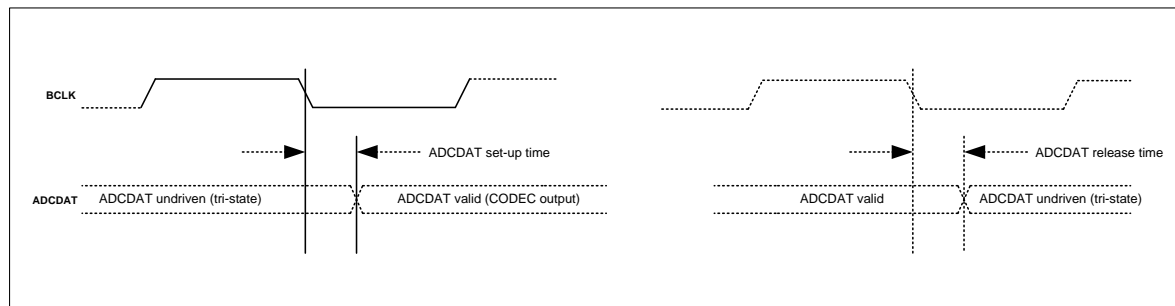 BCLK
ADCDAT set-up time
ADCDAT release time
ADCDAT
ADCDAT undriven (tri-state)
ADCDAT valid (CODEC output)
ADCDAT valid
ADCDAT undriven (tri-state)